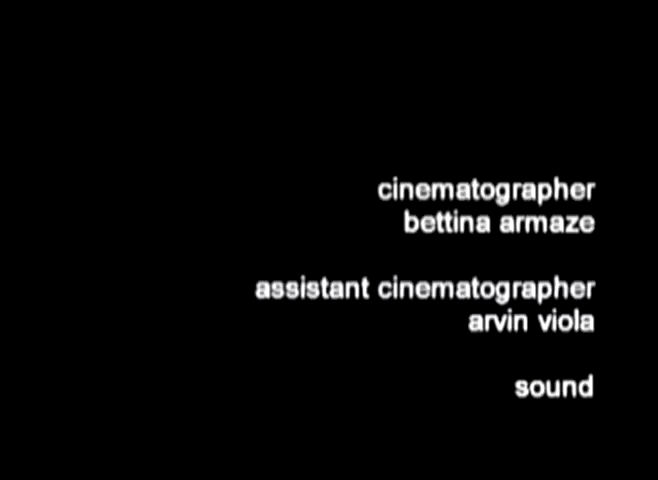 cinematographer
bettina armaze
assistant cinematographer
arvin viola
sound